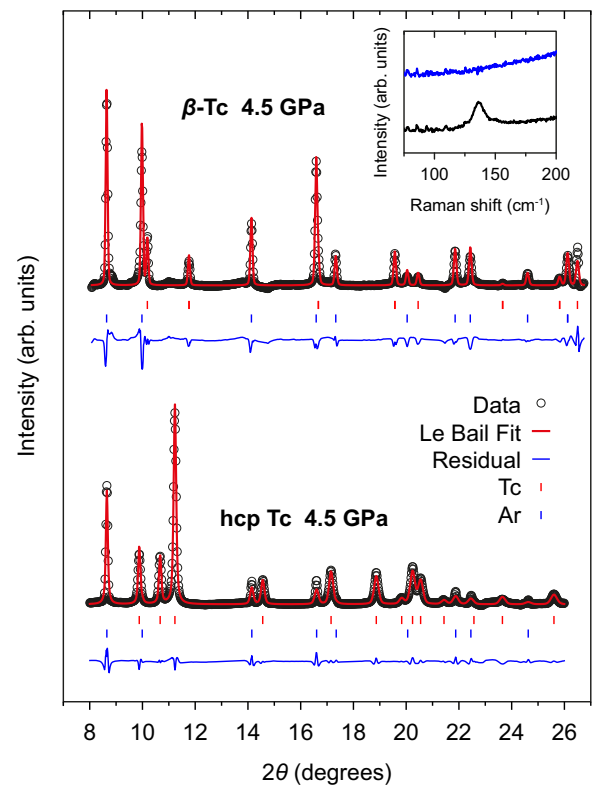 β-Tc 4.5 GPa
Intensity (arb. units)
100 150 200
Raman shift (cm⁻¹)
Intensity (arb. units)
Data
Le Bail Fit
Residual
Tc
Ar
hcp Tc 4.5 GPa
8 10 12 14 16 18 20 22 24 26
2θ (degrees)